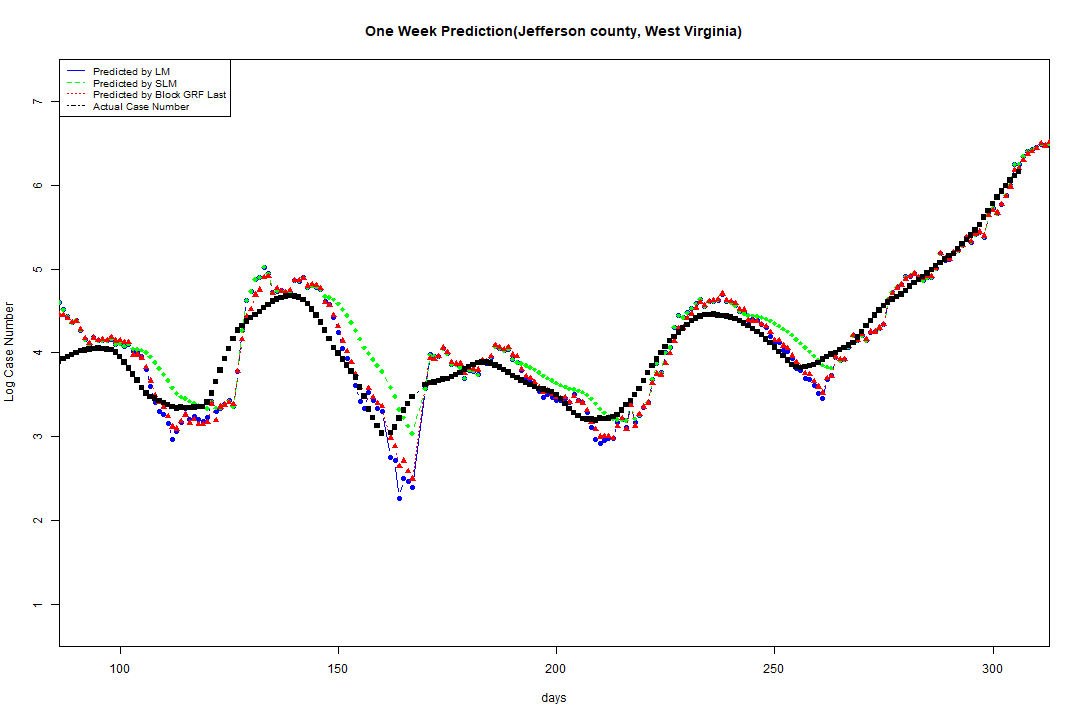 One Week Prediction(Jefferson county, West Virginia)
Predicted by LM
Predicted by SLM
Predicted by Block GRF Last
Actual Case Number
Log Case Number
7
6
5
4
3
2
1
100 150 200 250 300
days